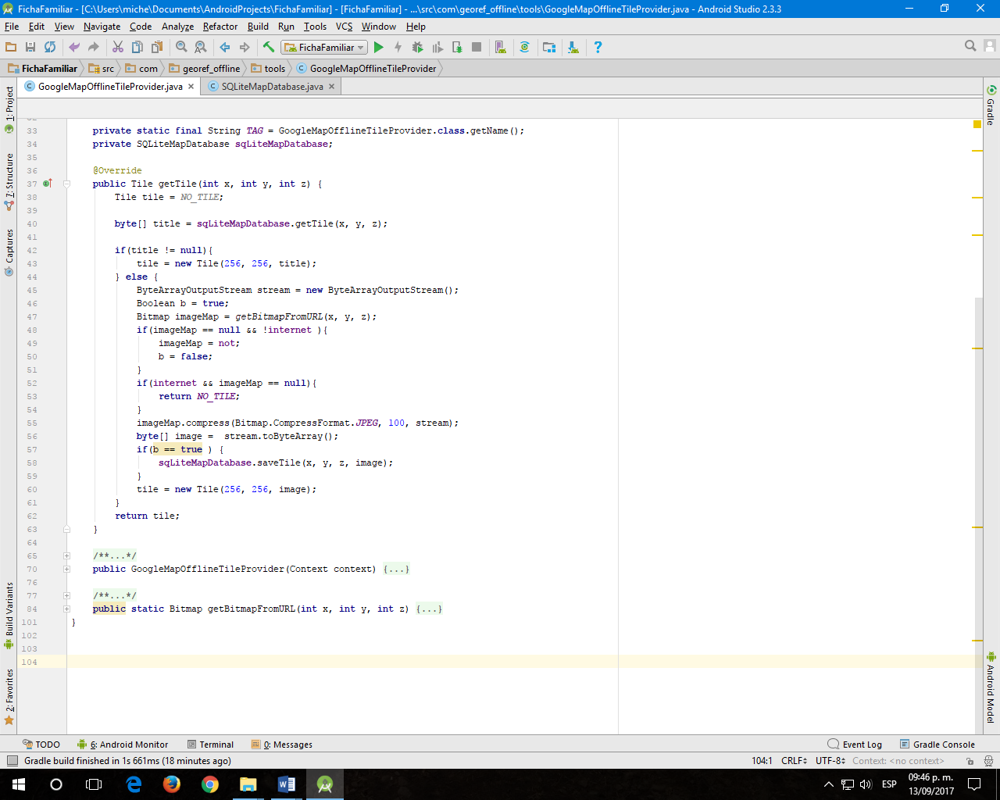 FichaFamiliar - [C:\Users\miche\Documents\AndroidProjects\FichaFamiliar] - [FichaFamiliar] - ...\src\com\georef_offline\tools\GoogleMapOfflineTileProvider.java - Android Studio 2.3.3
File Edit View Navigate Code Analyze Refactor Build Run Tools VCS Window Help
FichaFamiliar
FichaFamiliar src com georef_offline tools GoogleMapOfflineTileProvider
GoogleMapOfflineTileProvider.java SQLiteMapDatabase.java
1: Project
7: Structure
Captures
Build Variants
2: Favorites
Gradle
Android Model
33 private static final String TAG = GoogleMapOfflineTileProvider.class.getName();
34 private SQLiteMapDatabase sqLiteMapDatabase;
35
36 @Override
37 public Tile getTile(int x, int y, int z) {
38 Tile tile = NO_TILE;
39
40 byte[] title = sqLiteMapDatabase.getTile(x, y, z);
41
42 if(title != null){
43 tile = new Tile(256, 256, title);
44 } else {
45 ByteArrayOutputStream stream = new ByteArrayOutputStream();
46 Boolean b = true;
47 Bitmap imageMap = getBitmapFromURL(x, y, z);
48 if(imageMap == null && !internet ){
49 imageMap = not;
50 b = false;
51 }
52 if(internet && imageMap == null){
53 return NO_TILE;
54 }
55 imageMap.compress(Bitmap.CompressFormat.JPEG, 100, stream);
56 byte[] image =  stream.toByteArray();
57 if(b == true ) {
58 sqLiteMapDatabase.saveTile(x, y, z, image);
59 }
60 tile = new Tile(256, 256, image);
61 }
62 return tile;
63 }
64
65 /**...*/
70 public GoogleMapOfflineTileProvider(Context context) {...}
76
77 /**...*/
84 public static Bitmap getBitmapFromURL(int x, int y, int z) {...}
101 }
102
103
104
TODO 6: Android Monitor Terminal 0: Messages Event Log Gradle Console
Gradle build finished in 1s 661ms (18 minutes ago) 104:1 CRLF UTF-8 Context: <no context>
ESP 09:46 p. m.
13/09/2017